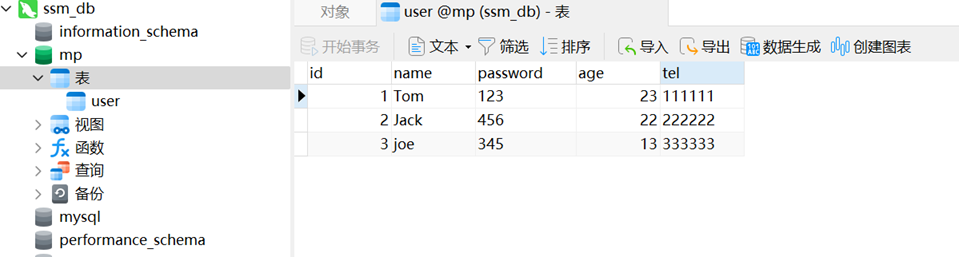 ssm_db
information_schema
mp
表
user
视图
函数
查询
备份
mysql
performance_schema
对象
user @mp (ssm_db) - 表
开始事务 文本 筛选 排序 导入 导出 数据生成 创建图表
id name password age tel
1 Tom 123 23 111111
2 Jack 456 22 222222
3 joe 345 13 333333